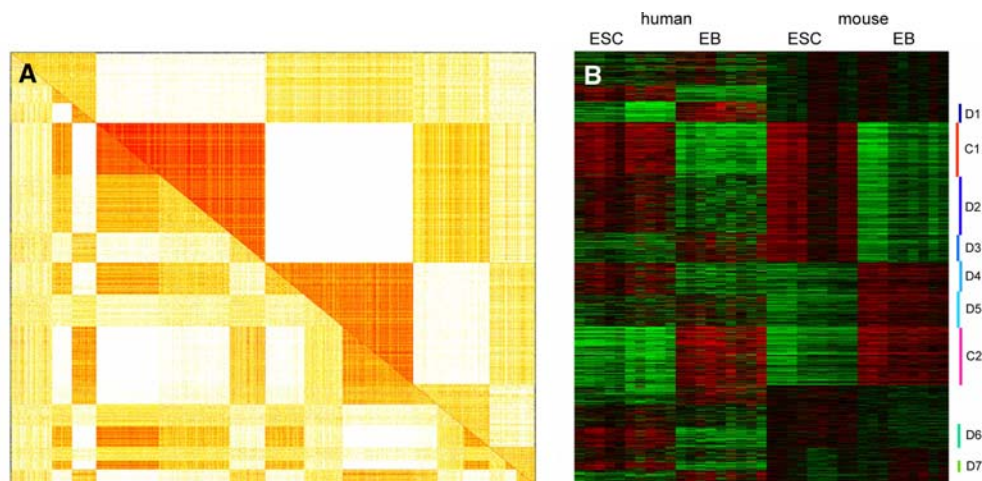 human mouse
ESC EB ESC EB
A B
D1
C1
D2
D3
D4
D5
C2
D6
D7